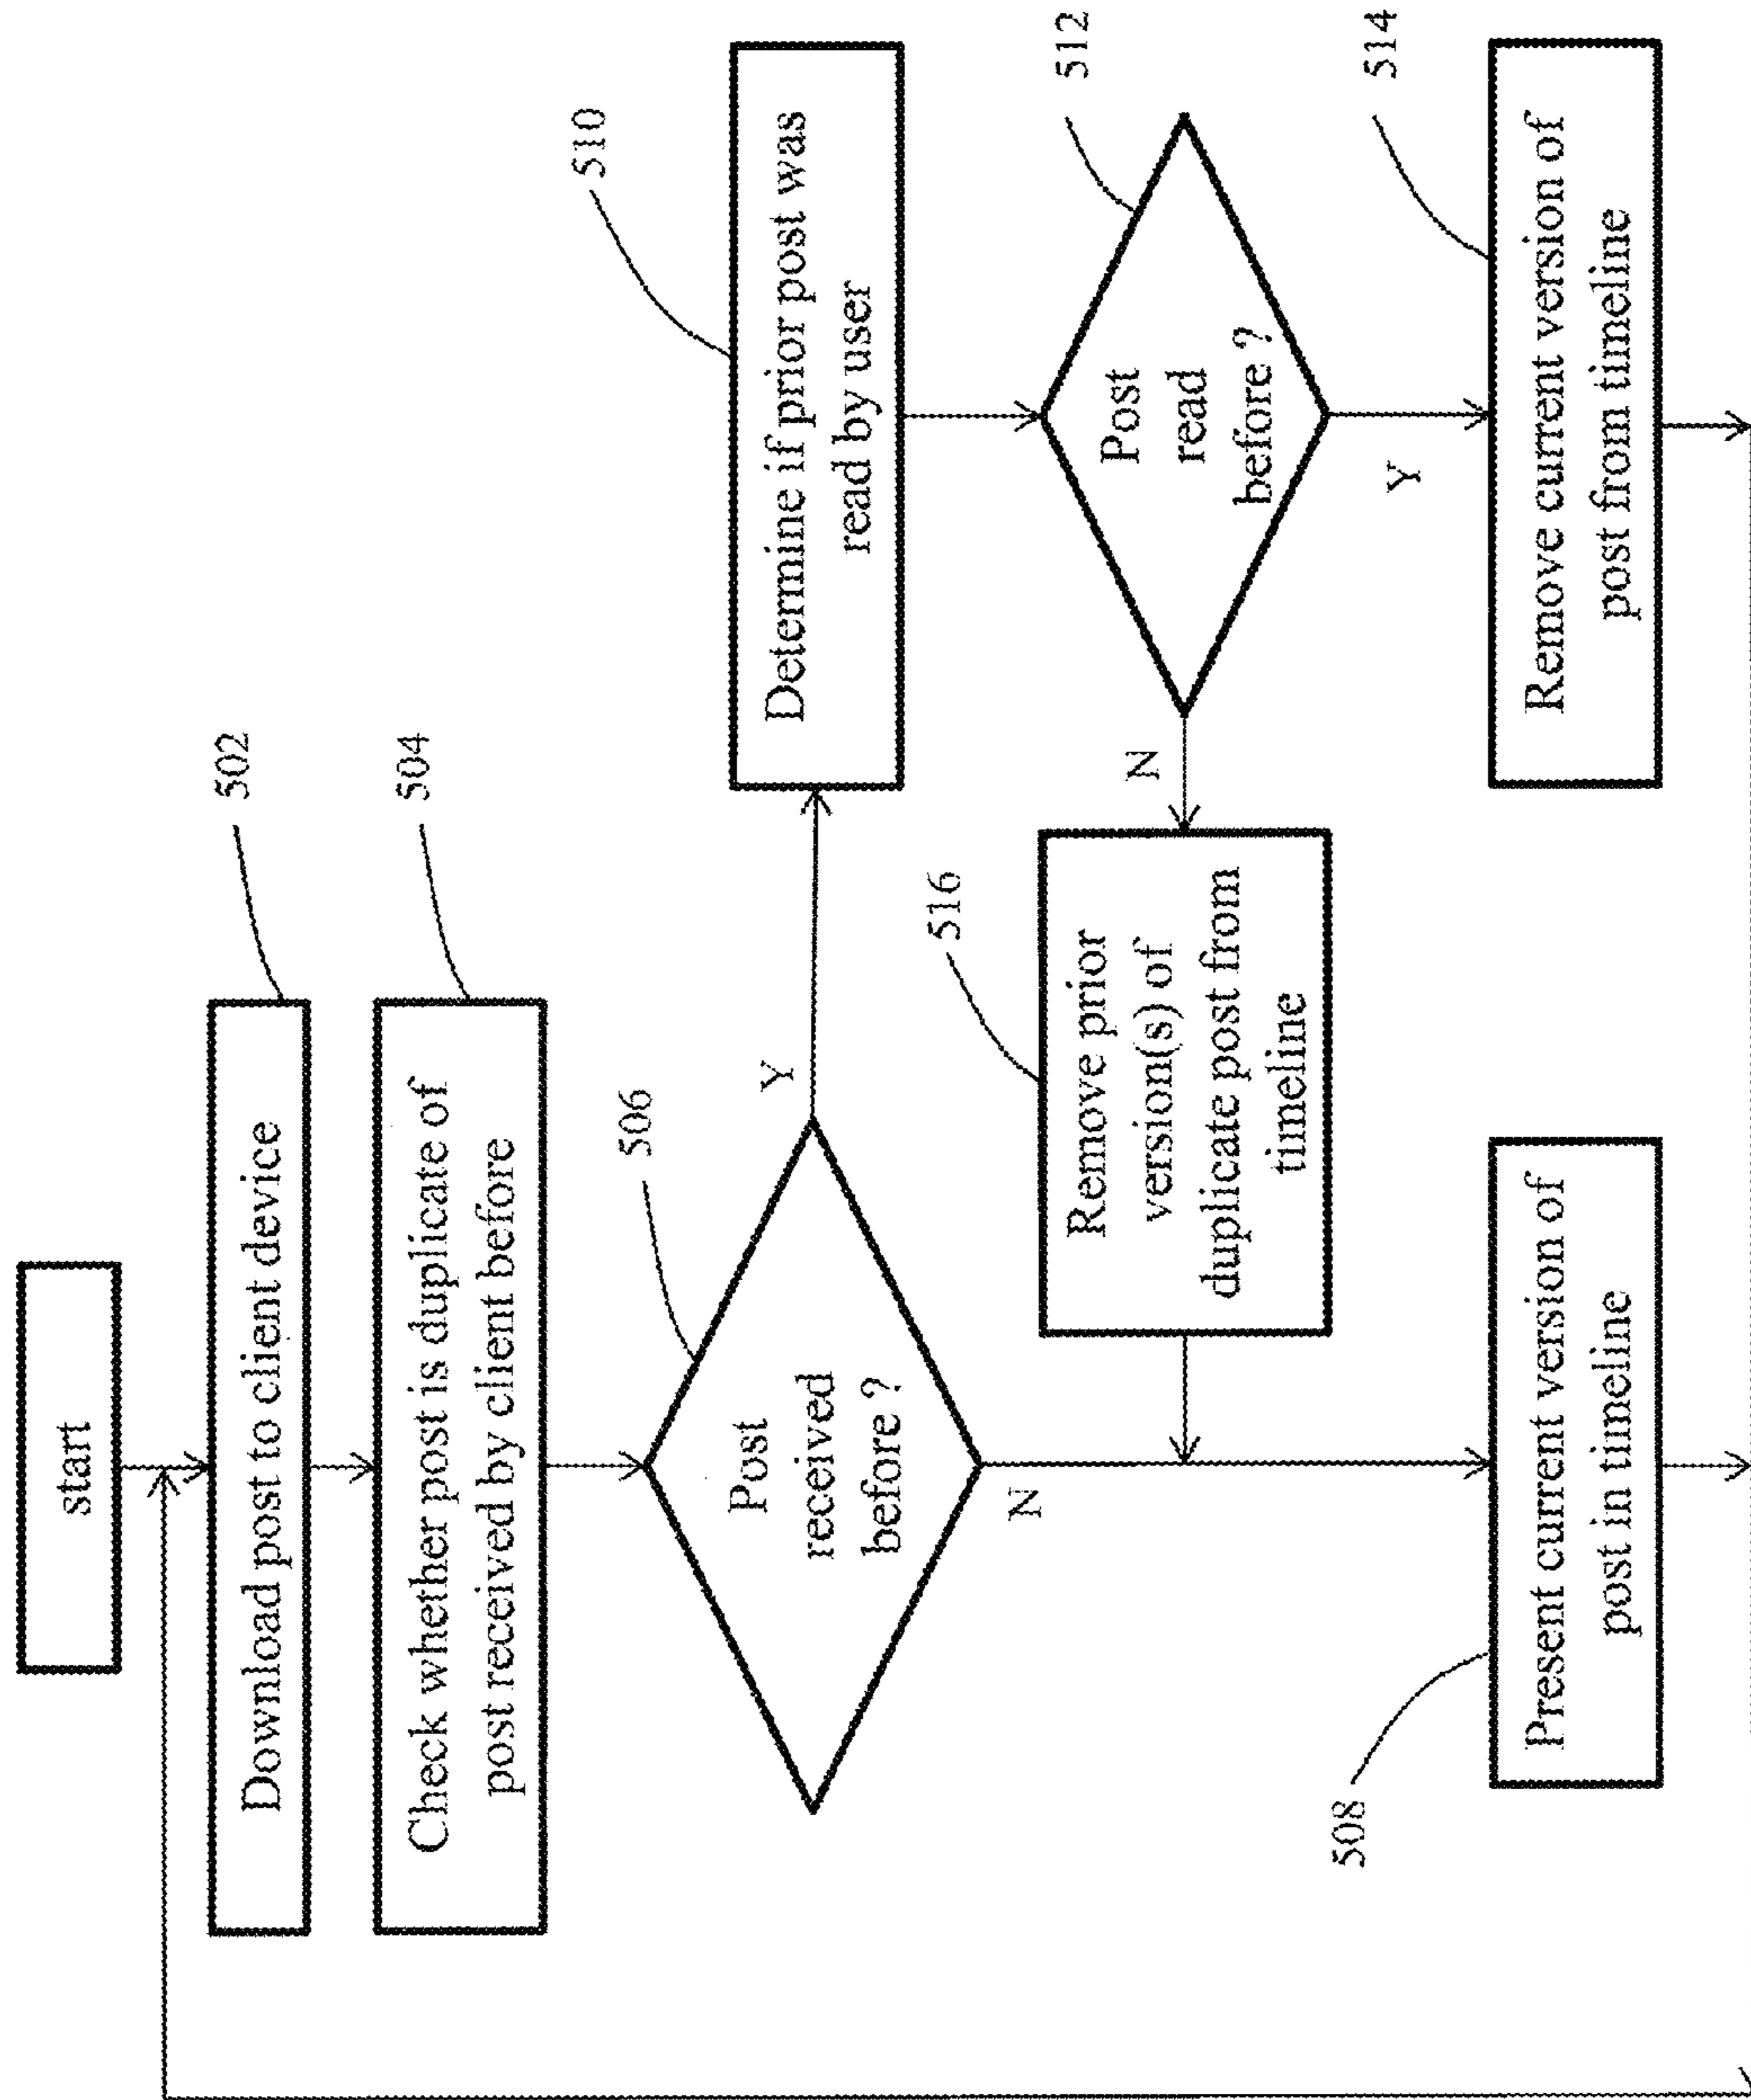 start
502
Download post to client device
504
Check whether post is duplicate of
post received by client before
506
Post
received
before ?
Y
N
510
Determine if prior post was
read by user
512
Post
read
before ?
N
Y
516
Remove prior
version(s) of
duplicate post from
timeline
508
Present current version of
post in timeline
514
Remove current version of
post from timeline